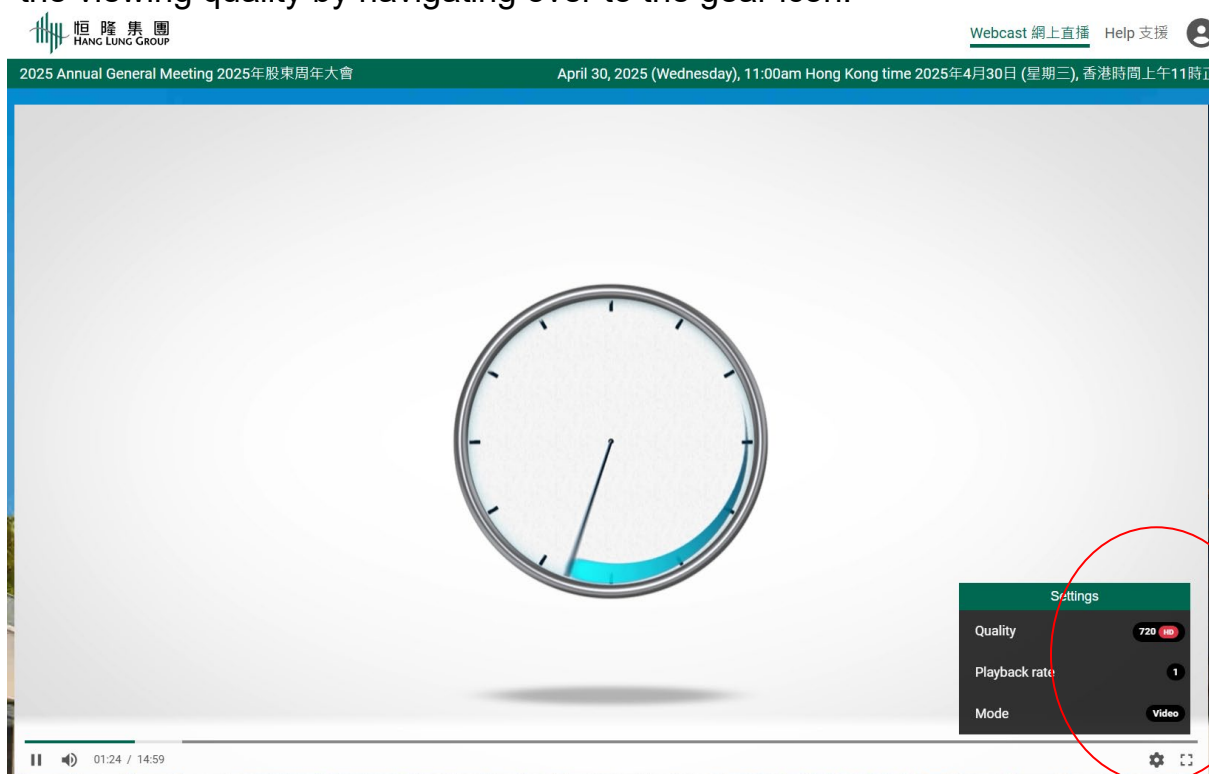 the viewing quality by navigating over to the gear icon.
恒隆集團
HANG LUNG GROUP
Webcast 網上直播 Help 支援
2025 Annual General Meeting 2025年股東周年大會 April 30, 2025 (Wednesday), 11:00am Hong Kong time 2025年4月30日 (星期三), 香港時間上午11時
Settings
Quality 720 HD
Playback rate 1
Mode Video
01:24 / 14:59